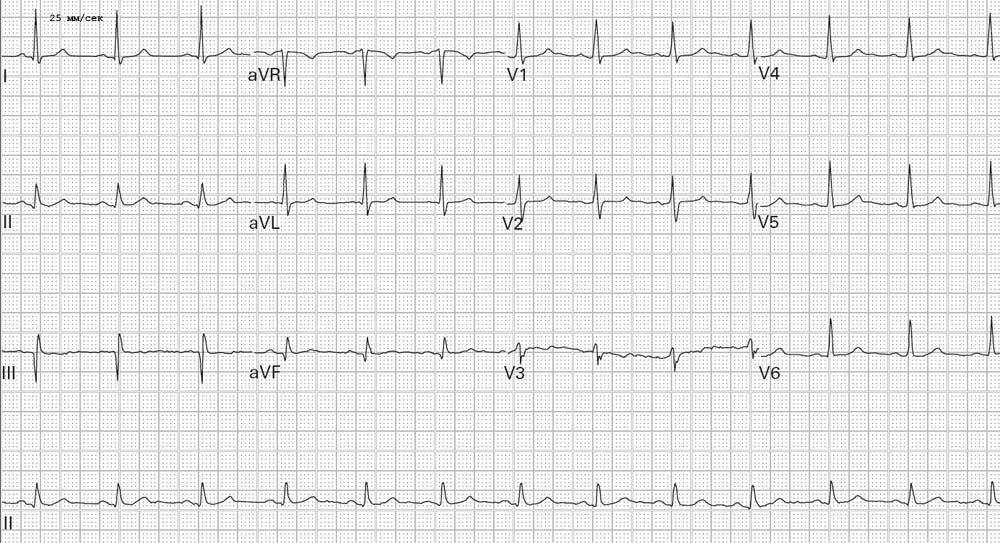 25 мм/сек
I aVR V1 V4
II aVL V2 V5
III aVF V3 V6
II